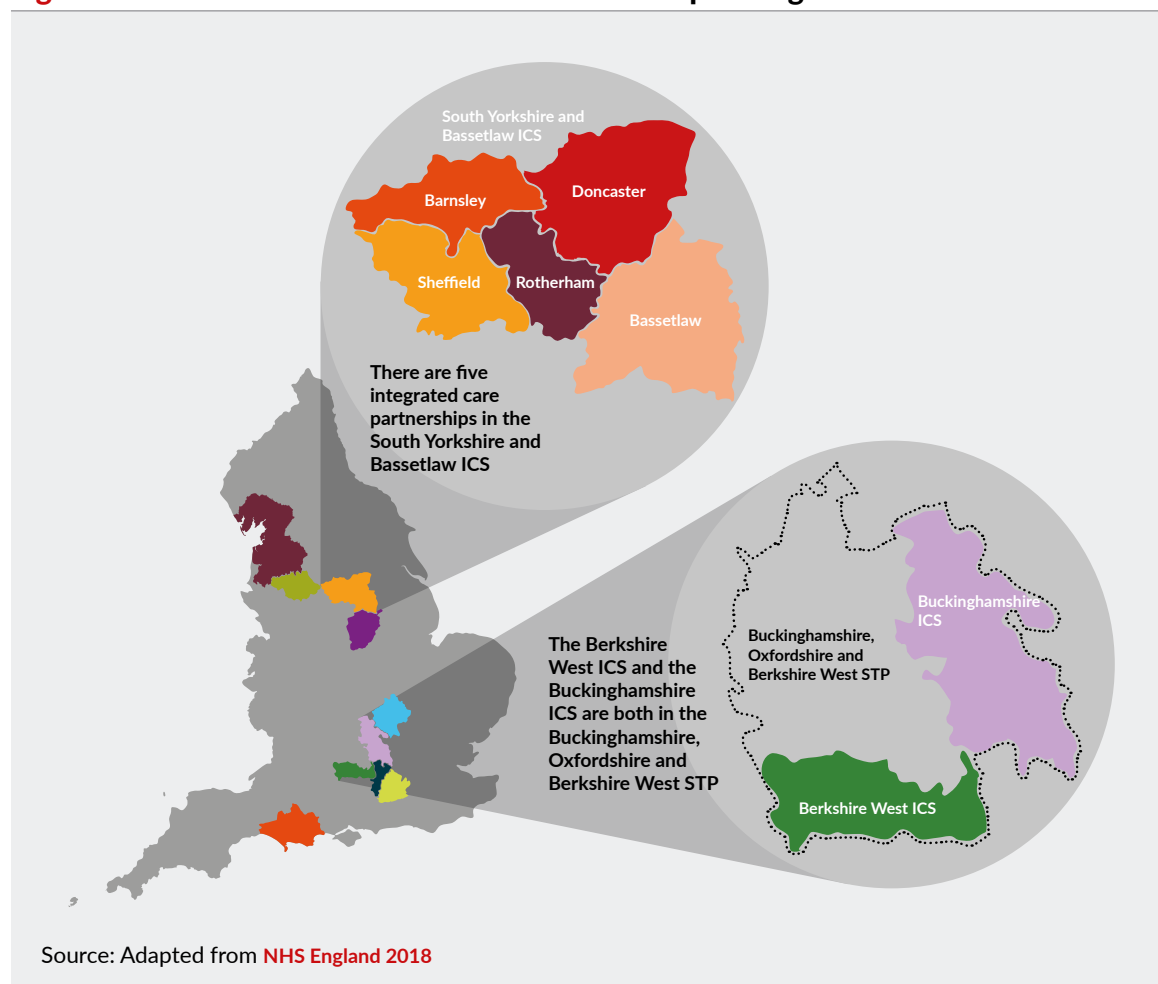 South Yorkshire and
Bassetlaw ICS
Doncaster
Barnsley
Sheffield
Rotherham
Bassetlaw
There are five
integrated care
partnerships in the
South Yorkshire and
Bassetlaw ICS
Buckinghamshire
ICS
Buckinghamshire,
Oxfordshire and
Berkshire West STP
The Berkshire
West ICS and the
Buckinghamshire
ICS are both in the
Buckinghamshire,
Oxfordshire and
Berkshire West STP
Berkshire West ICS
Source: Adapted from NHS England 2018